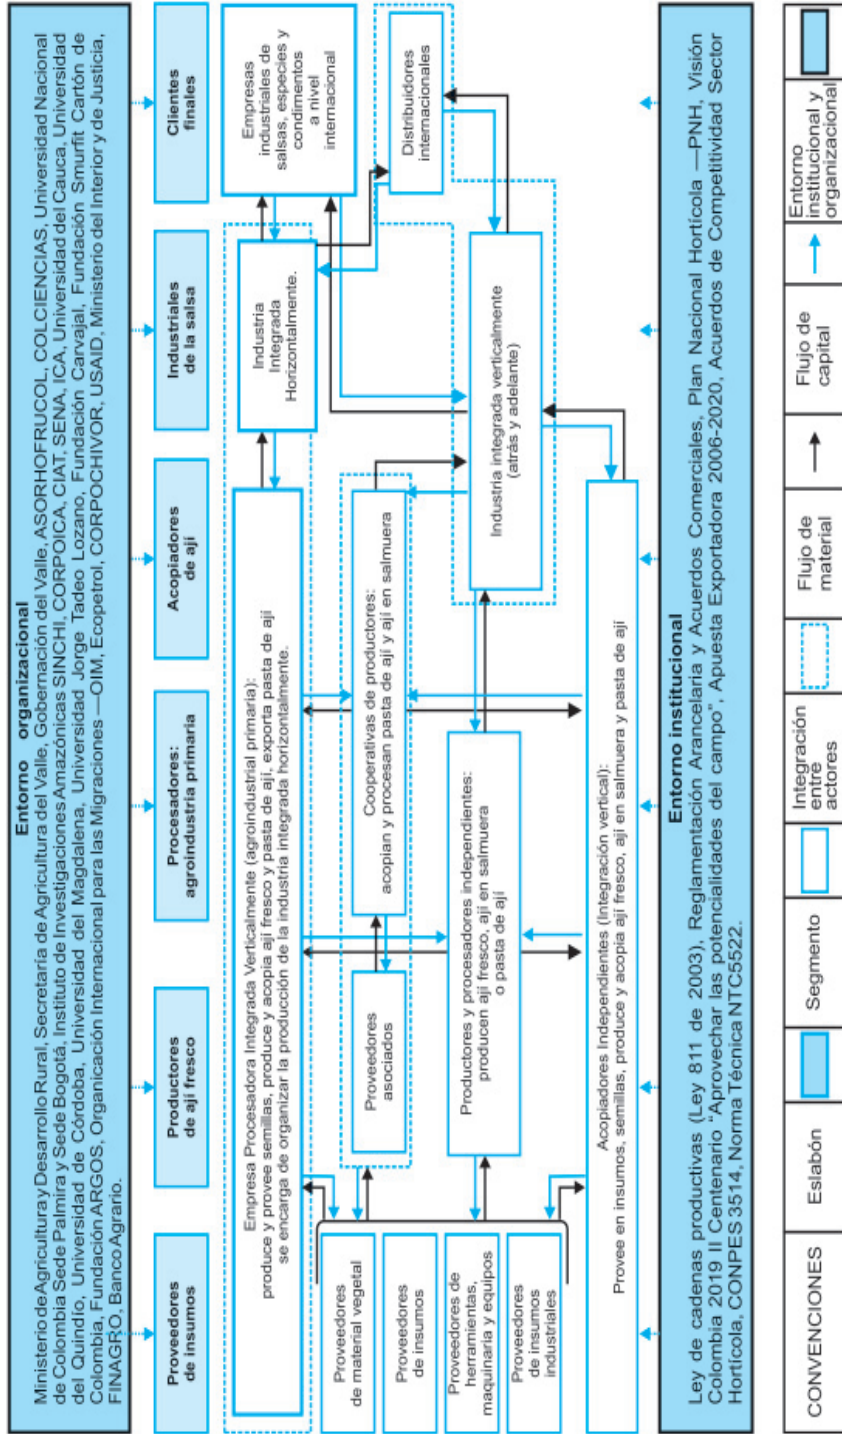 Entorno organizacional
Ministerio de Agricultura y Desarrollo Rural, Secretaría de Agricultura del Valle, Gobernación del Valle, ASORHOFRUCOL, COLCIENCIAS, Universidad Nacional
de Colombia Sede Palmira y Sede Bogotá, Instituto de Investigaciones Amazónicas SINCHI, CORPOICA, CIAT, SENA, ICA, Universidad del Cauca, Universidad
del Quindío, Universidad de Córdoba, Universidad del Magdalena, Universidad Jorge Tadeo Lozano, Fundación Carvajal, Fundación Smurfit Cartón de
Colombia, Fundación ARGOS, Organización Internacional para las Migraciones —OIM, Ecopetrol, CORPOCHIVOR, USAID, Ministerio del Interior y de Justicia,
FINAGRO, Banco Agrario.
Proveedores
de insumos
Productores
de ají fresco
Procesadores:
agroindustria primaria
Acopiadores
de ají
Industriales
de la salsa
Clientes
finales
Empresa Procesadora Integrada Verticalmente (agroindustrial primaria):
produce y provee semillas, produce y acopia ají fresco y pasta de ají, exporta pasta de ají
se encarga de organizar la producción de la industria integrada horizontalmente.
Industria
Integrada
Horizontalmente.
Empresas
industriales de
salsas, especies y
condimentos
a nivel
internacional
Proveedores
de material vegetal
Proveedores
de insumos
Proveedores de
herramientas,
maquinaria y equipos
Proveedores
de insumos
industriales
Proveedores
asociados
Cooperativas de productores:
acopian y procesan pasta de ají y ají en salmuera
Productores y procesadores independientes:
producen ají fresco, ají en salmuera
o pasta de ají
Industria integrada verticalmente
(atrás y adelante)
Distribuidores
internacionales
Acopiadores Independientes (Integración vertical):
Provee en insumos, semillas, produce y acopia ají fresco, ají en salmuera y pasta de ají
Entorno institucional
Ley de cadenas productivas (Ley 811 de 2003), Reglamentación Arancelaria y Acuerdos Comerciales, Plan Nacional Hortícola —PNH, Visión
Colombia 2019 II Centenario "Aprovechar las potencialidades del campo", Apuesta Exportadora 2006-2020, Acuerdos de Competitividad Sector
Hortícola, CONPES 3514, Norma Técnica NTC5522.
CONVENCIONES
Eslabón
Segmento
Integración
entre
actores
Flujo de
material
Flujo de
capital
Entorno
institucional y
organizacional